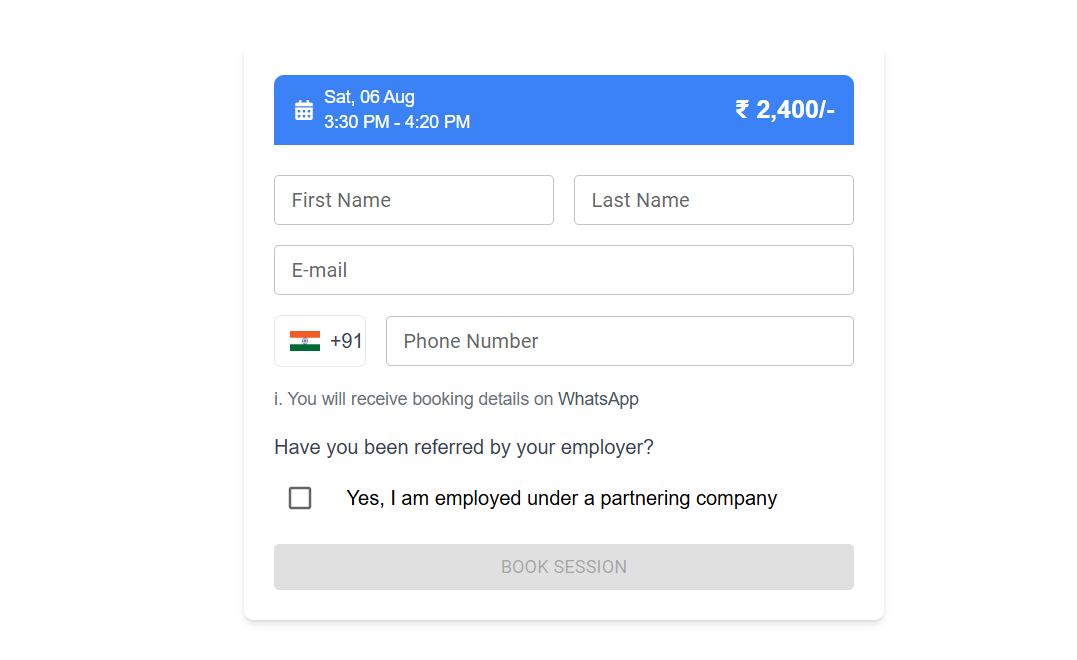 Sat, 06 Aug
3:30 PM - 4:20 PM
₹ 2,400/-
First Name
Last Name
E-mail
+91
Phone Number
i. You will receive booking details on WhatsApp
Have you been referred by your employer?
Yes, I am employed under a partnering company
BOOK SESSION